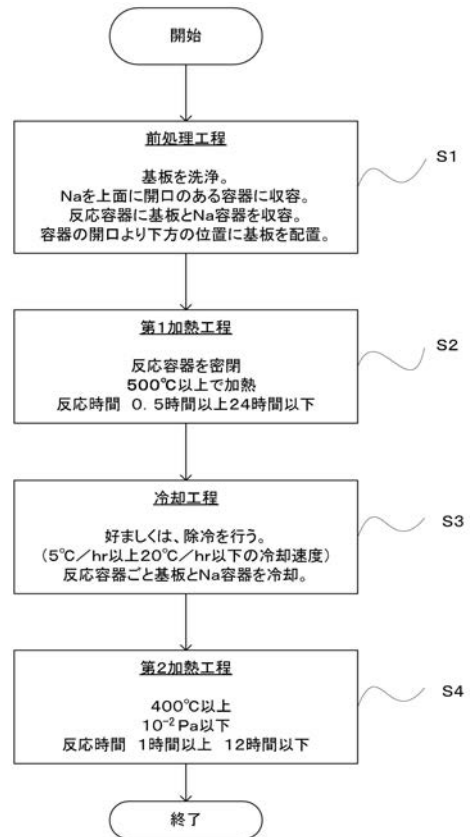 開始
前処理工程
S1
基板を洗浄。
Naを上面に開口のある容器に収容。
反応容器に基板とNa容器を収容。
容器の開口より下方の位置に基板を配置。
第1加熱工程
S2
反応容器を密閉
500℃以上で加熱
反応時間 0.5時間以上24時間以下
冷却工程
S3
好ましくは、除冷を行う。
(5℃/hr以上20℃/hr以下の冷却速度)
反応容器ごと基板とNa容器を冷却。
第2加熱工程
S4
400℃以上
10⁻²Pa以下
反応時間 1時間以上 12時間以下
終了